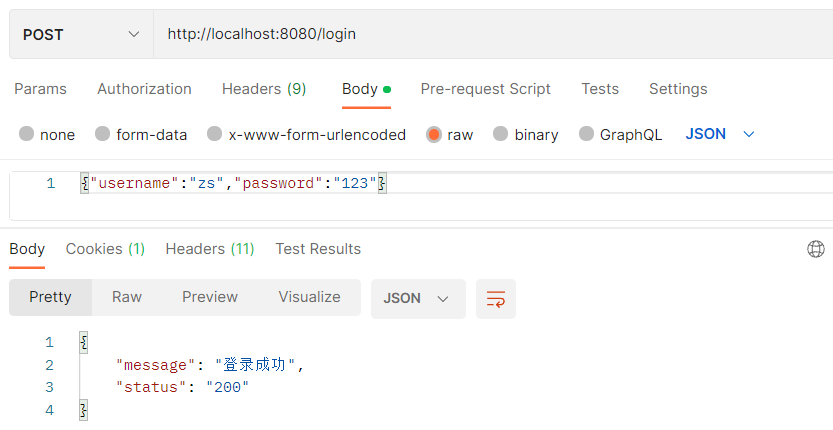 POST http://localhost:8080/login
Params Authorization Headers (9) Body Pre-request Script Tests Settings
none form-data x-www-form-urlencoded raw binary GraphQL JSON
1 {"username":"zs","password":"123"}
Body Cookies (1) Headers (11) Test Results
Pretty Raw Preview Visualize JSON
1 {
2 "message": "登录成功",
3 "status": "200"
4 }